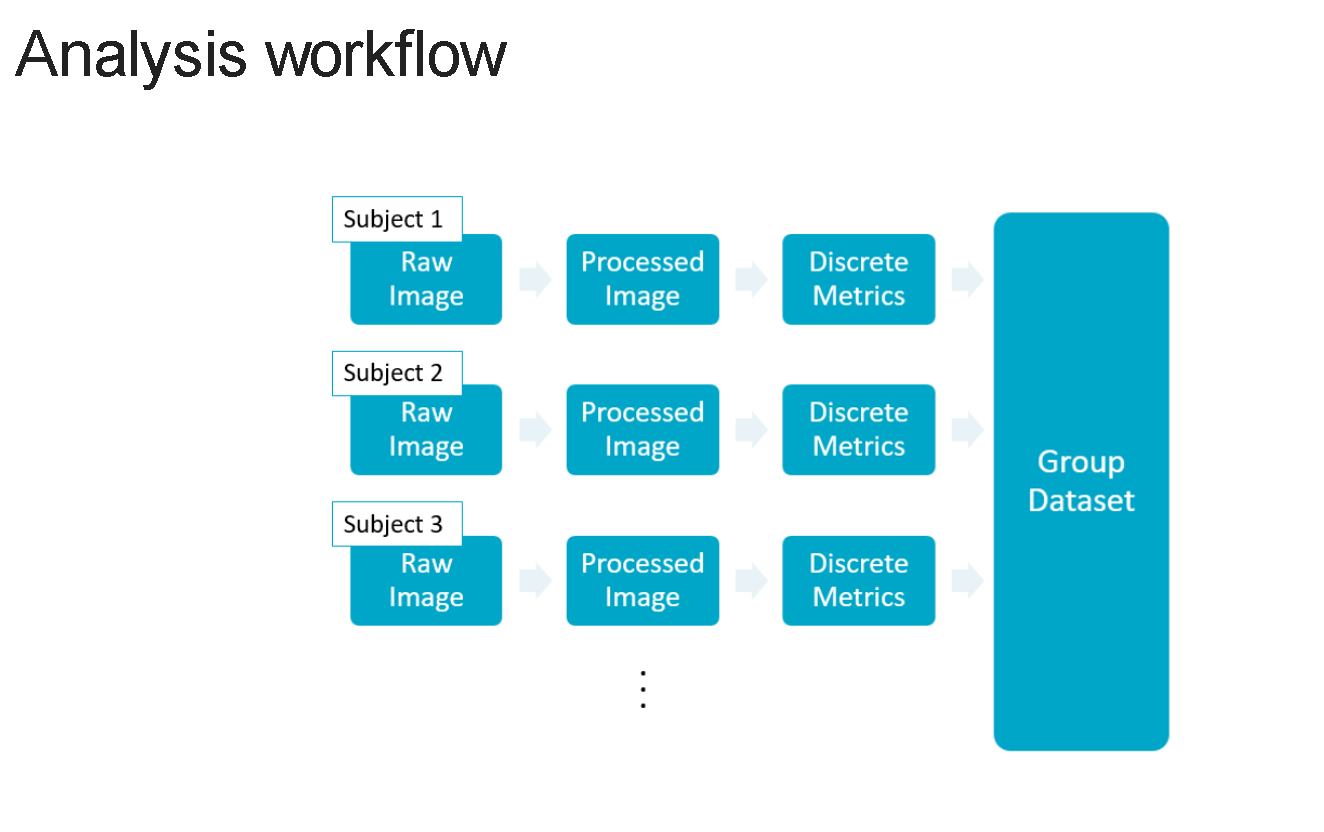 Analysis workflow
Subject 1
Raw
Image
Processed
Image
Discrete
Metrics
Subject 2
Raw
Image
Processed
Image
Discrete
Metrics
Subject 3
Raw
Image
Processed
Image
Discrete
Metrics
Group
Dataset
⋮